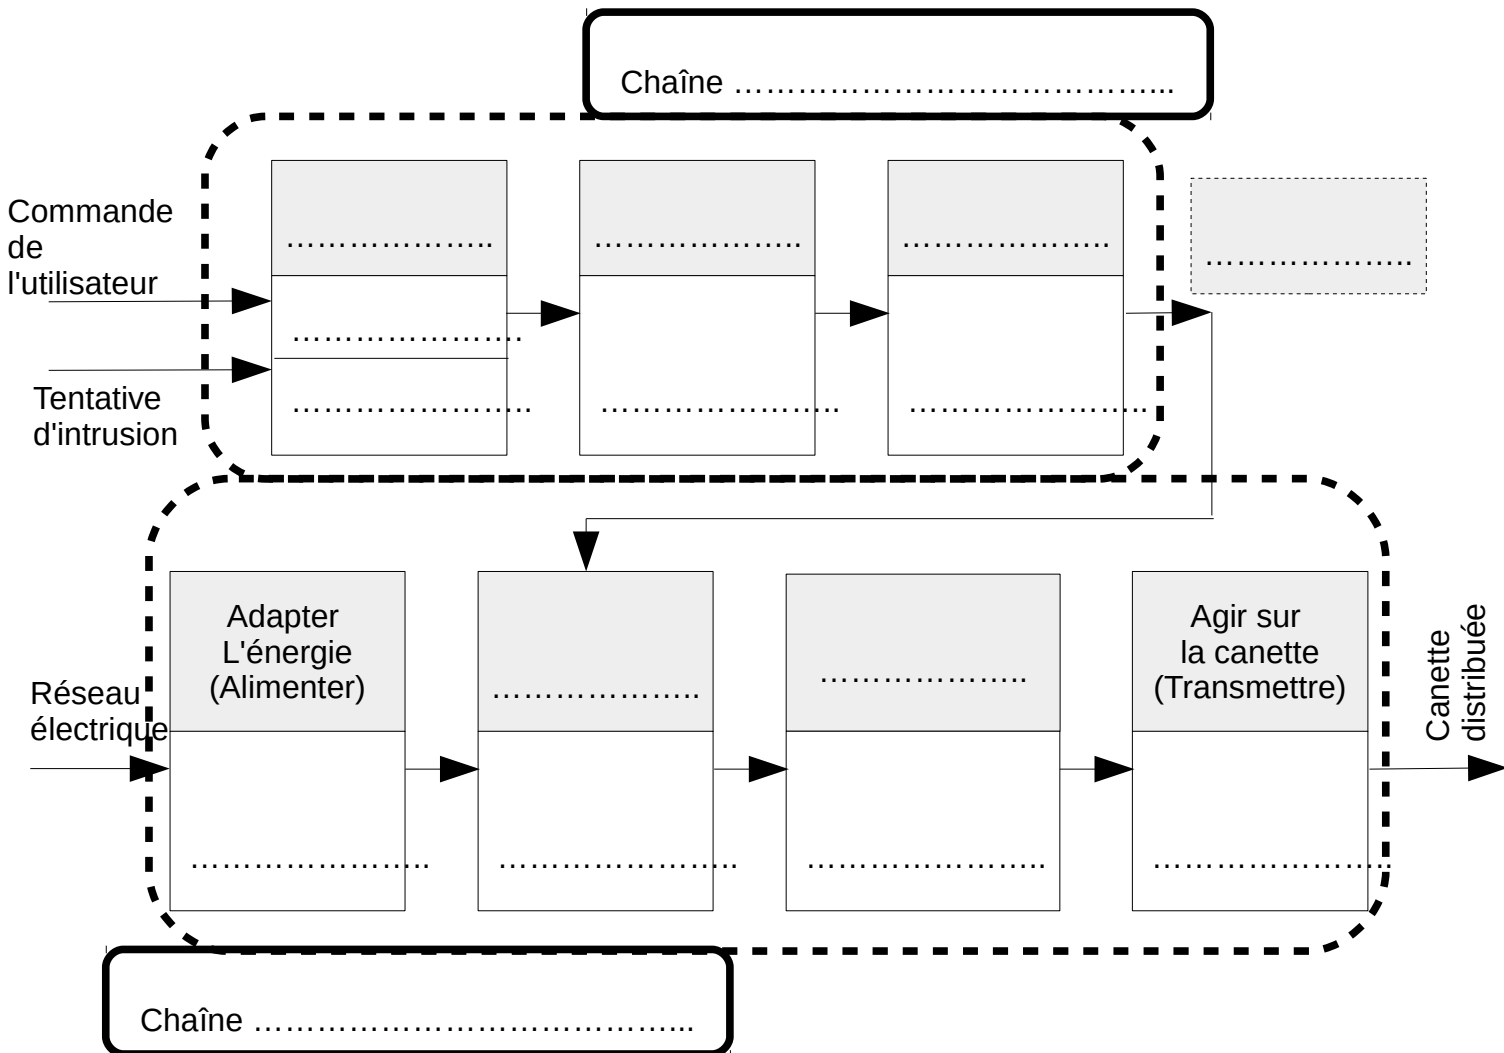 Chaîne …………………………………...
Commande
de
l'utilisateur
………………..
………………..
………………..
………………..
………………….
…………………..
…………………..
…………………..
Tentative
d'intrusion
Adapter
L'énergie
(Alimenter)
………………..
………………..
Agir sur
la canette
(Transmettre)
Réseau
électrique
Canette
distribuée
…………………..
…………………..
…………………..
…………………..
Chaîne …………………………………...